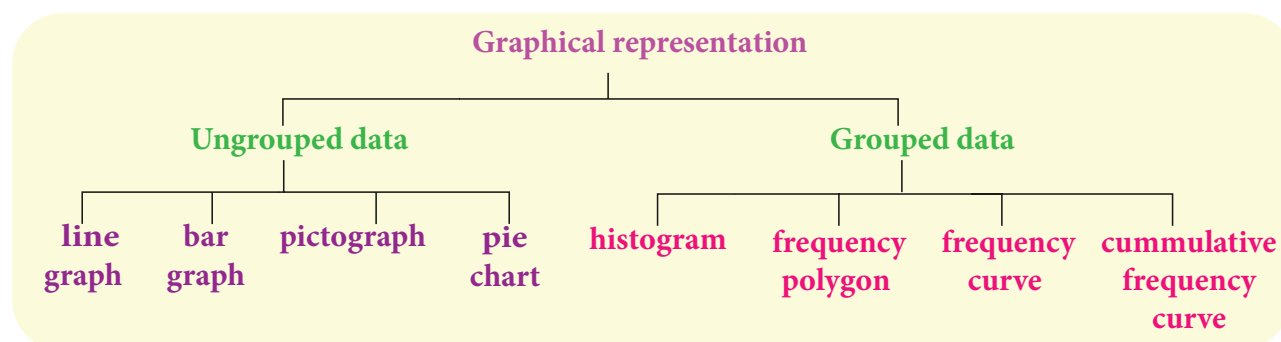 Graphical representation
Ungrouped data
Grouped data
line
graph
bar
graph
pictograph
pie
chart
histogram
frequency
polygon
frequency
curve
cummulative
frequency
curve